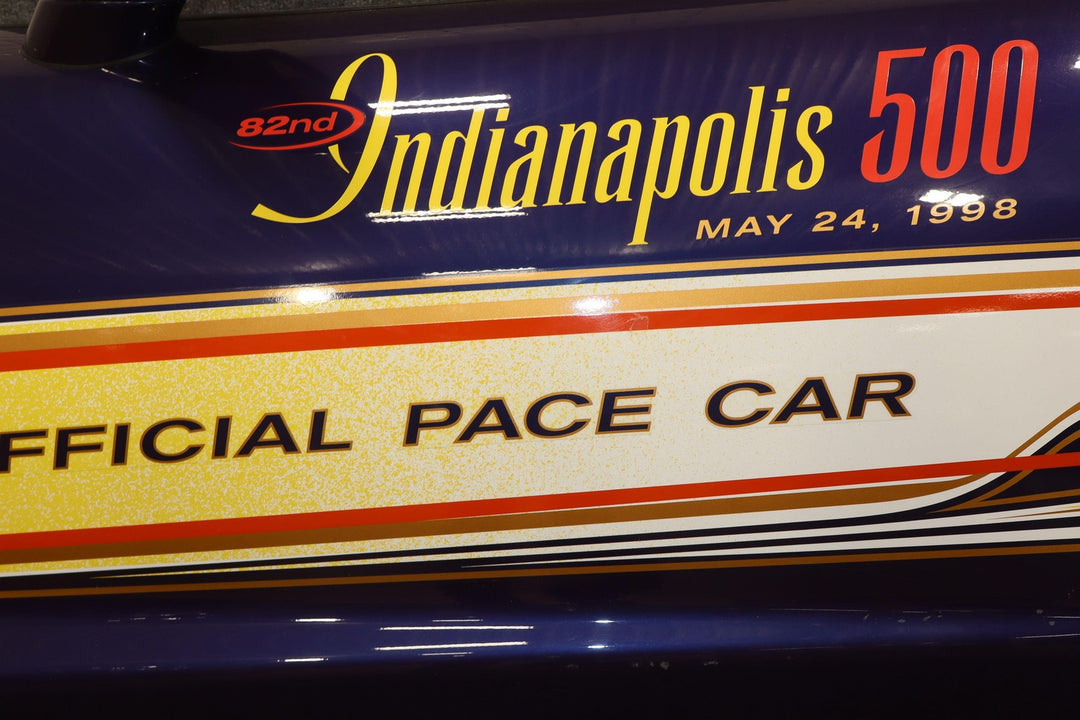 82nd Indianapolis 500
MAY 24, 1998
FFICIAL PACE CAR